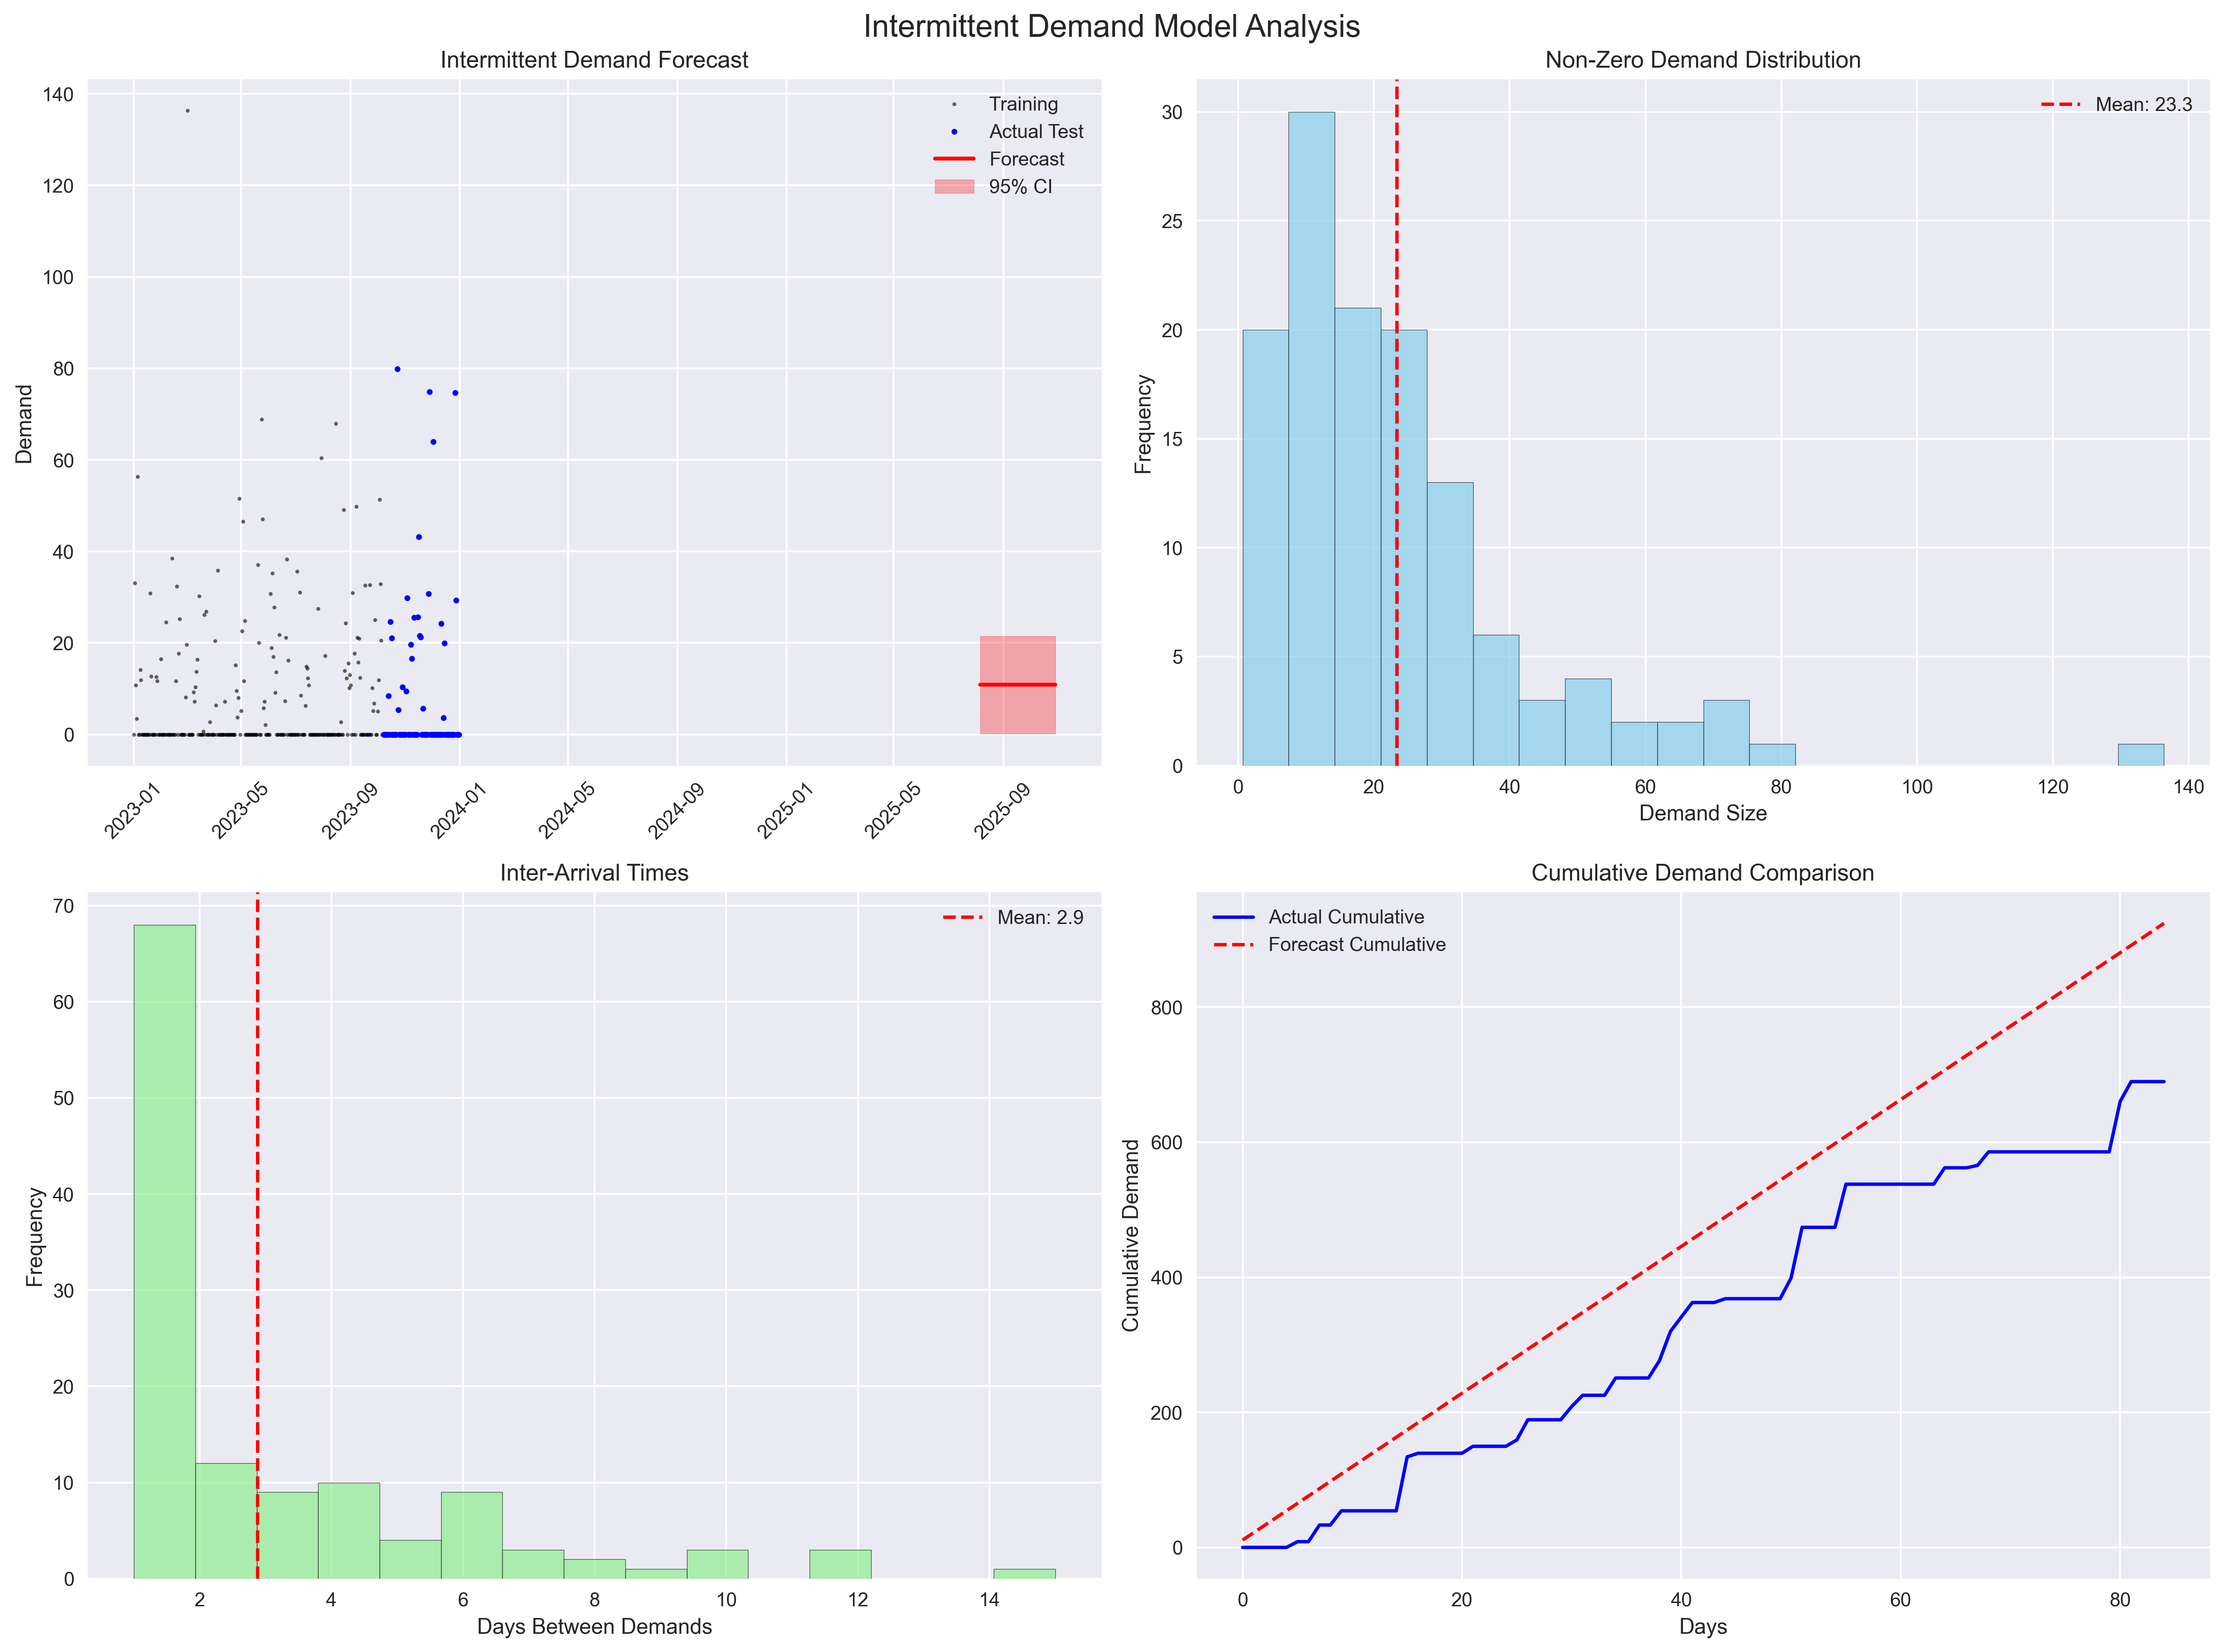 Intermittent Demand Model Analysis
Intermittent Demand Forecast
140
120
100
80
60
40
20
0
Demand
2023-01
2023-05
2023-09
2024-01
2024-05
2024-09
2025-01
2025-05
2025-09
Training
Actual Test
Forecast
95% CI
Non-Zero Demand Distribution
30
25
20
15
10
5
0
Frequency
0
20
40
60
80
100
120
140
Demand Size
Mean: 23.3
Inter-Arrival Times
70
60
50
40
30
20
10
0
Frequency
2
4
6
8
10
12
14
Days Between Demands
Mean: 2.9
Cumulative Demand Comparison
Actual Cumulative
Forecast Cumulative
800
600
400
200
0
Cumulative Demand
0
20
40
60
80
Days